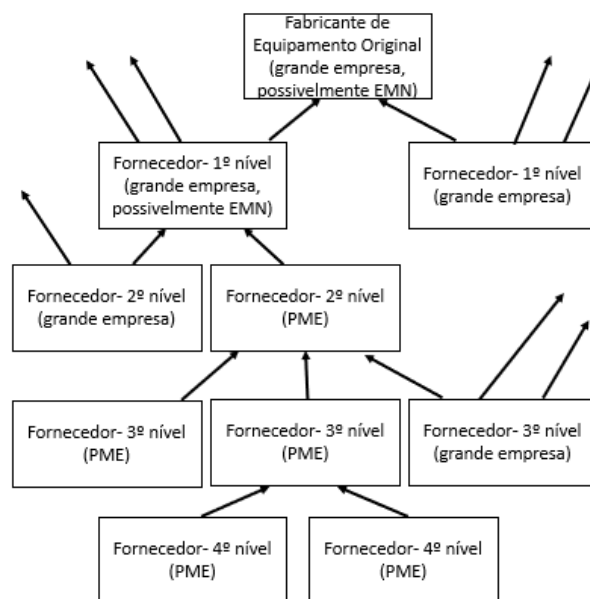 Fabricante de
Equipamento Original
(grande empresa,
possivelmente EMN)
Fornecedor- 1º nível
(grande empresa,
possivelmente EMN)
Fornecedor- 1º nível
(grande empresa)
Fornecedor- 2º nível
(grande empresa)
Fornecedor- 2º nível
(PME)
Fornecedor- 3º nível
(PME)
Fornecedor- 3º nível
(PME)
Fornecedor- 3º nível
(grande empresa)
Fornecedor- 4º nível
(PME)
Fornecedor- 4º nível
(PME)